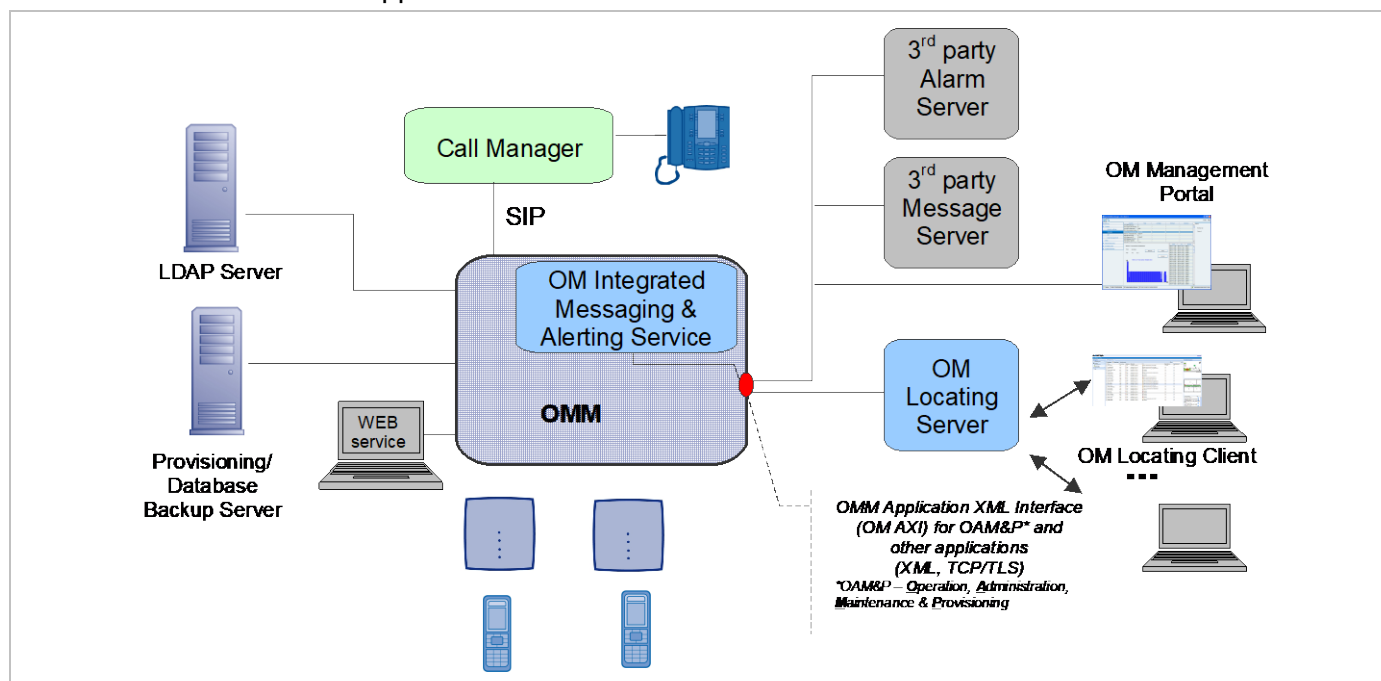 3rd party
Alarm
Server
Call Manager
3rd party
Message
Server
OM Management
Portal
SIP
LDAP Server
OM Integrated
Messaging &
Alerting Service
OM
Locating
Server
OMM
WEB
service
Provisioning/
Database
Backup Server
OM Locating Client
OMM Application XML Interface
(OM AXI) for OAM&P* and
other applications
(XML, TCP/TLS)
*OAM&P – Operation, Administration,
Maintenance & Provisioning